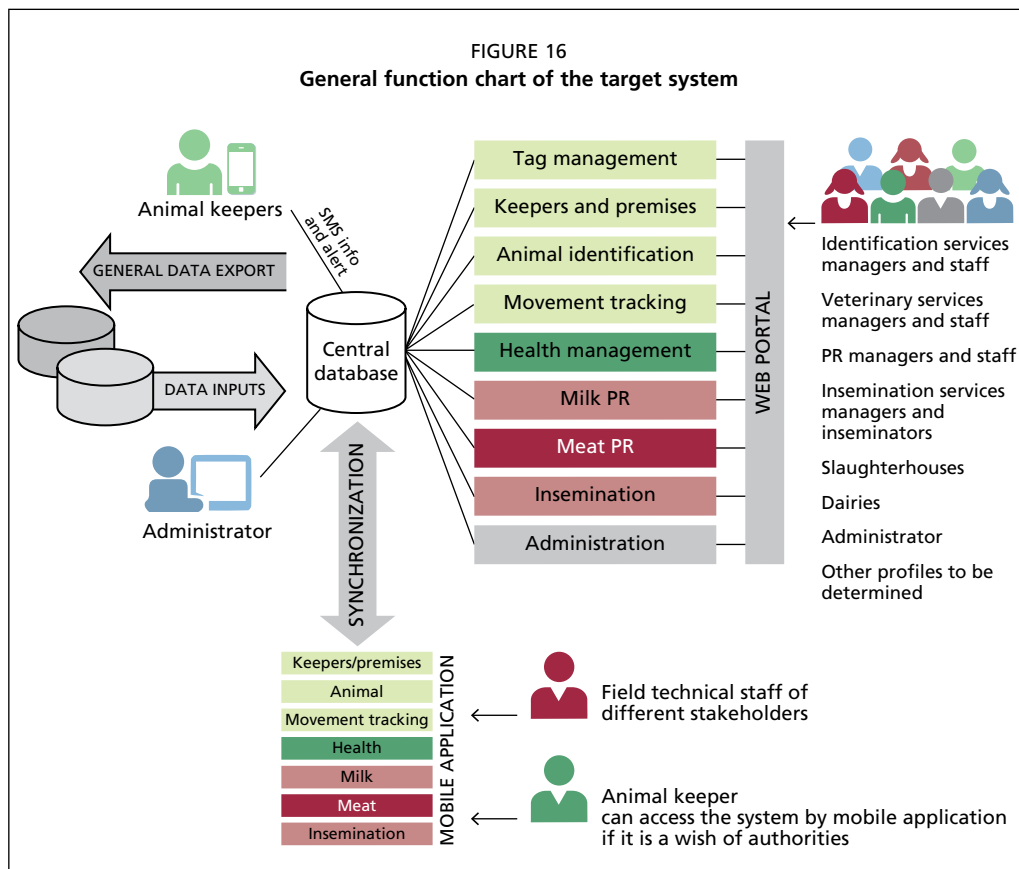 FIGURE 16
General function chart of the target system
Animal keepers
SMS info
and alert
GENERAL DATA EXPORT
DATA INPUTS
Central
database
Administrator
Tag management
Keepers and premises
Animal identification
Movement tracking
Health management
Milk PR
Meat PR
Insemination
Administration
WEB PORTAL
Identification services
managers and staff
Veterinary services
managers and staff
PR managers and staff
Insemination services
managers and
inseminators
Slaughterhouses
Dairies
Administrator
Other profiles to be
determined
SYNCHRONIZATION
Keepers/premises
Animal
Movement tracking
Health
Milk
Meat
Insemination
MOBILE APPLICATION
Field technical staff of
different stakeholders
Animal keeper
can access the system by mobile application
if it is a wish of authorities